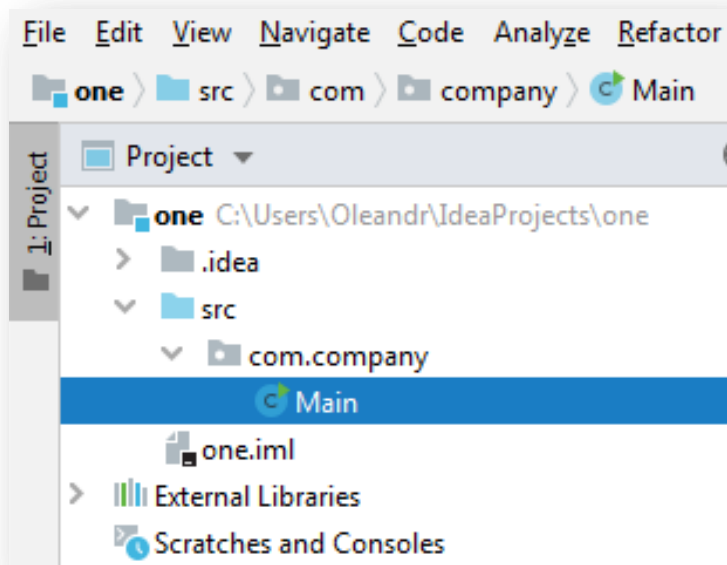 File Edit View Navigate Code Analyze Refactor
one src com company Main
Project
1: Project
one C:\Users\Oleandr\IdeaProjects\one
.idea
src
com.company
Main
one.iml
External Libraries
Scratches and Consoles